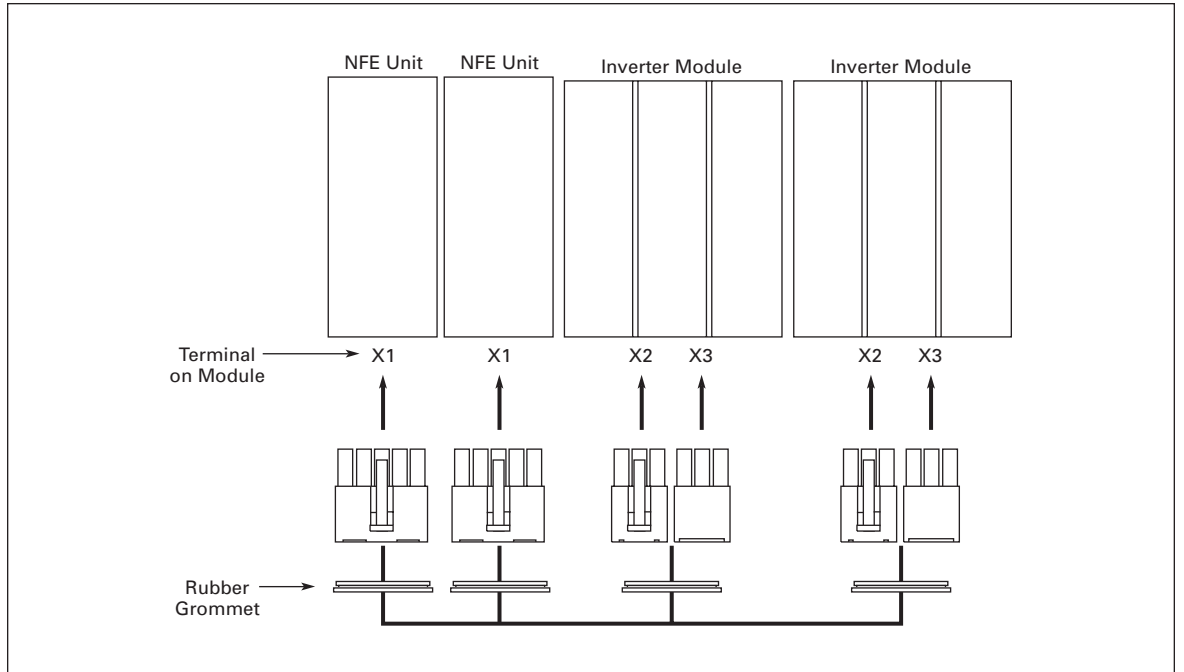 NFE Unit
NFE Unit
Inverter Module
Inverter Module
Terminal
on Module
X1
X1
X2
X3
X2
X3
Rubber
Grommet